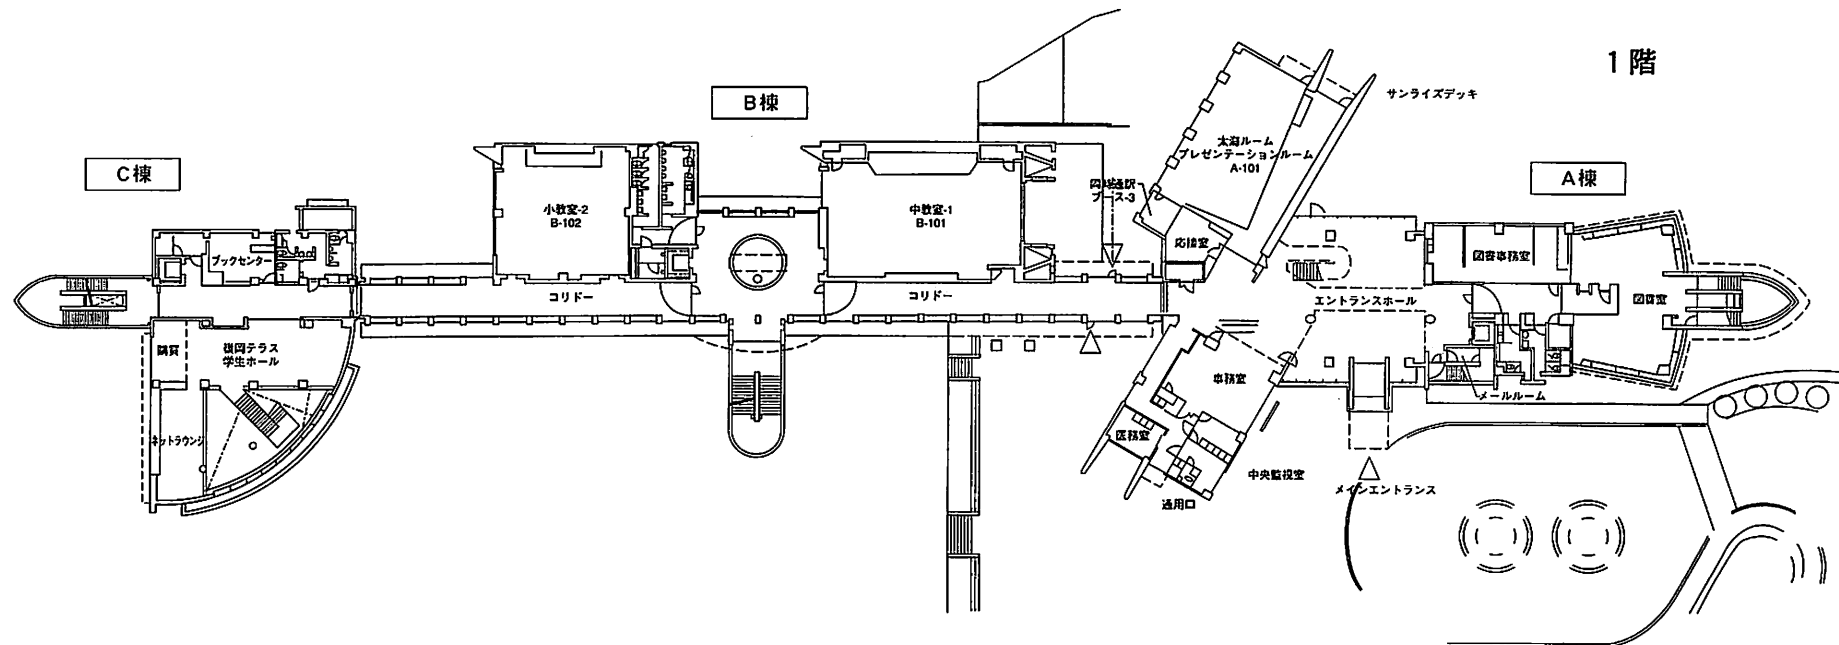 1階
B棟
サンライズデッキ
太潟ルーム
プレゼンテーションルーム
A-101
C棟
A棟
同時通訳
ブース-3
小教室-2
B-102
中教室-1
B-101
応接室
図書事務室
ブックセンター
コリドー
コリドー
エントランスホール
図書室
購買
槻岡テラス
学生ホール
事務室
メールルーム
ネットラウンジ
医務室
中央監視室
メインエントランス
通用口